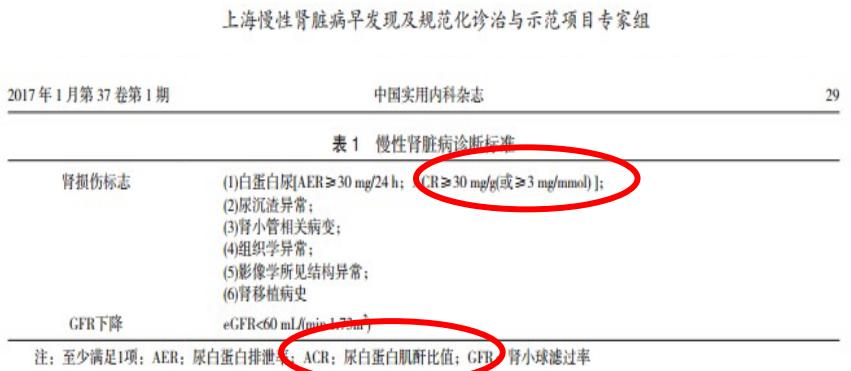 上海慢性肾脏病早发现及规范化诊治与示范项目专家组
2017年1月第37卷第1期 中国实用内科杂志 29
表1 慢性肾脏病诊断标准
肾损伤标志 (1)白蛋白尿[AER≥30 mg/24 h; ACR≥30 mg/g(或≥3 mg/mmol)];
(2)尿沉渣异常;
(3)肾小管相关病变;
(4)组织学异常;
(5)影像学所见结构异常;
(6)肾移植病史
GFR下降 eGFR<60 mL/(min·1.73m²)
注:至少满足1项;AER:尿白蛋白排泄率;ACR:尿白蛋白肌酐比值;GFR:肾小球滤过率